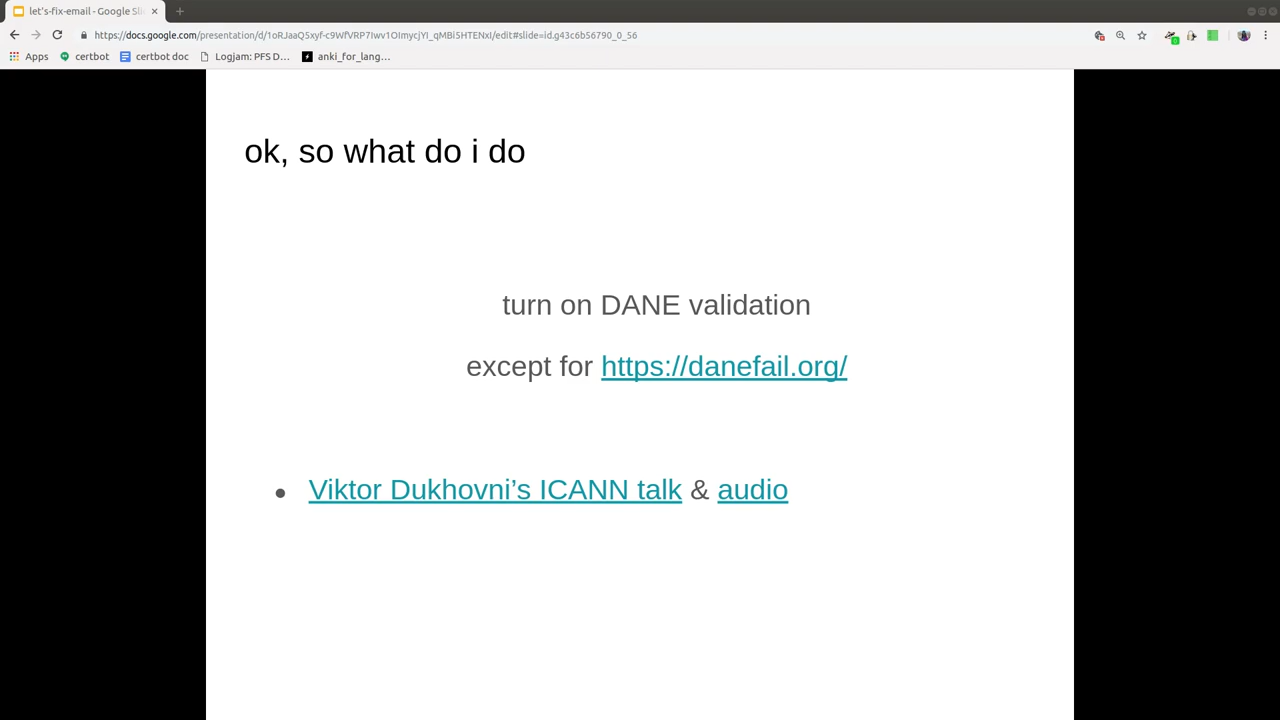 let's-fix-email - Google Sli
https://docs.google.com/presentation/d/1oRJaaQSxyf-c9WfVRP7Iwv1OImycjYI_qMBi5HTENxI/edit#slide=id.g43c6b56790_0_56
Apps certbot certbot doc Logjam: PFS D... anki_for_lang...
ok, so what do i do
turn on DANE validation
except for https://danefail.org/
● Viktor Dukhovni’s ICANN talk & audio